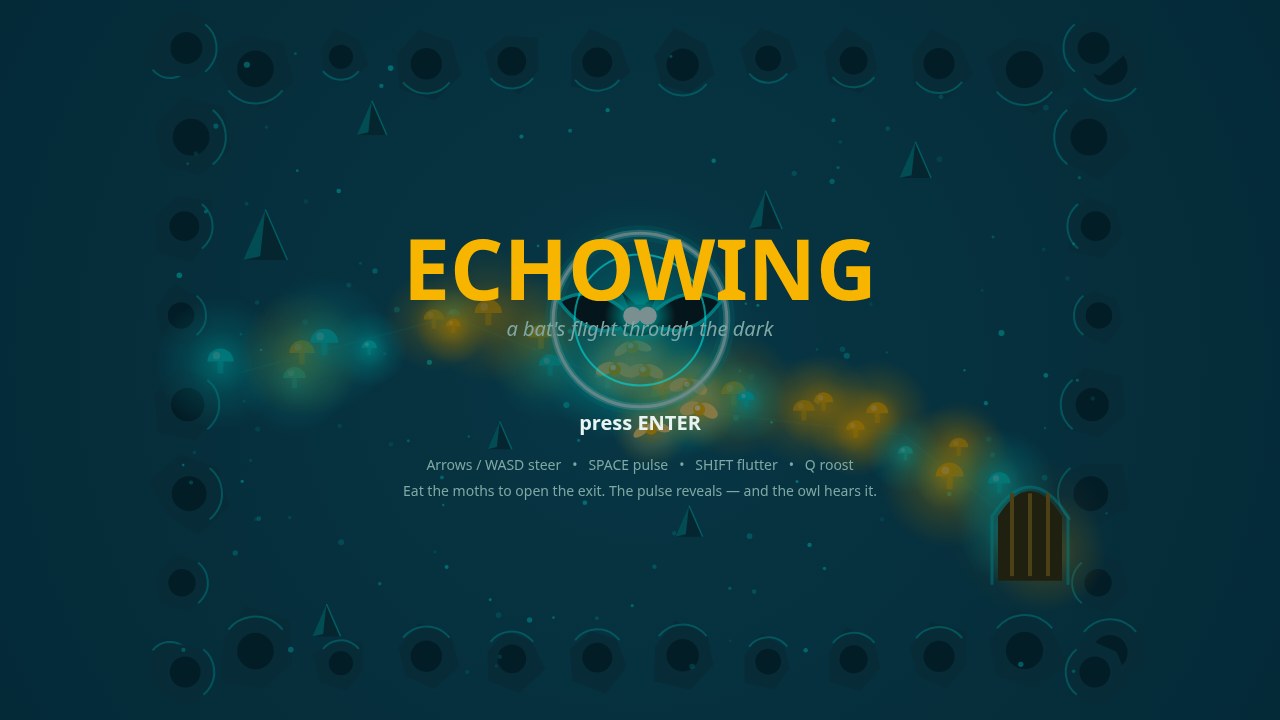 ECHOWING
a bat's flight through the dark
press ENTER
Arrows / WASD steer • SPACE pulse • SHIFT flutter • Q roost
Eat the moths to open the exit. The pulse reveals — and the owl hears it.